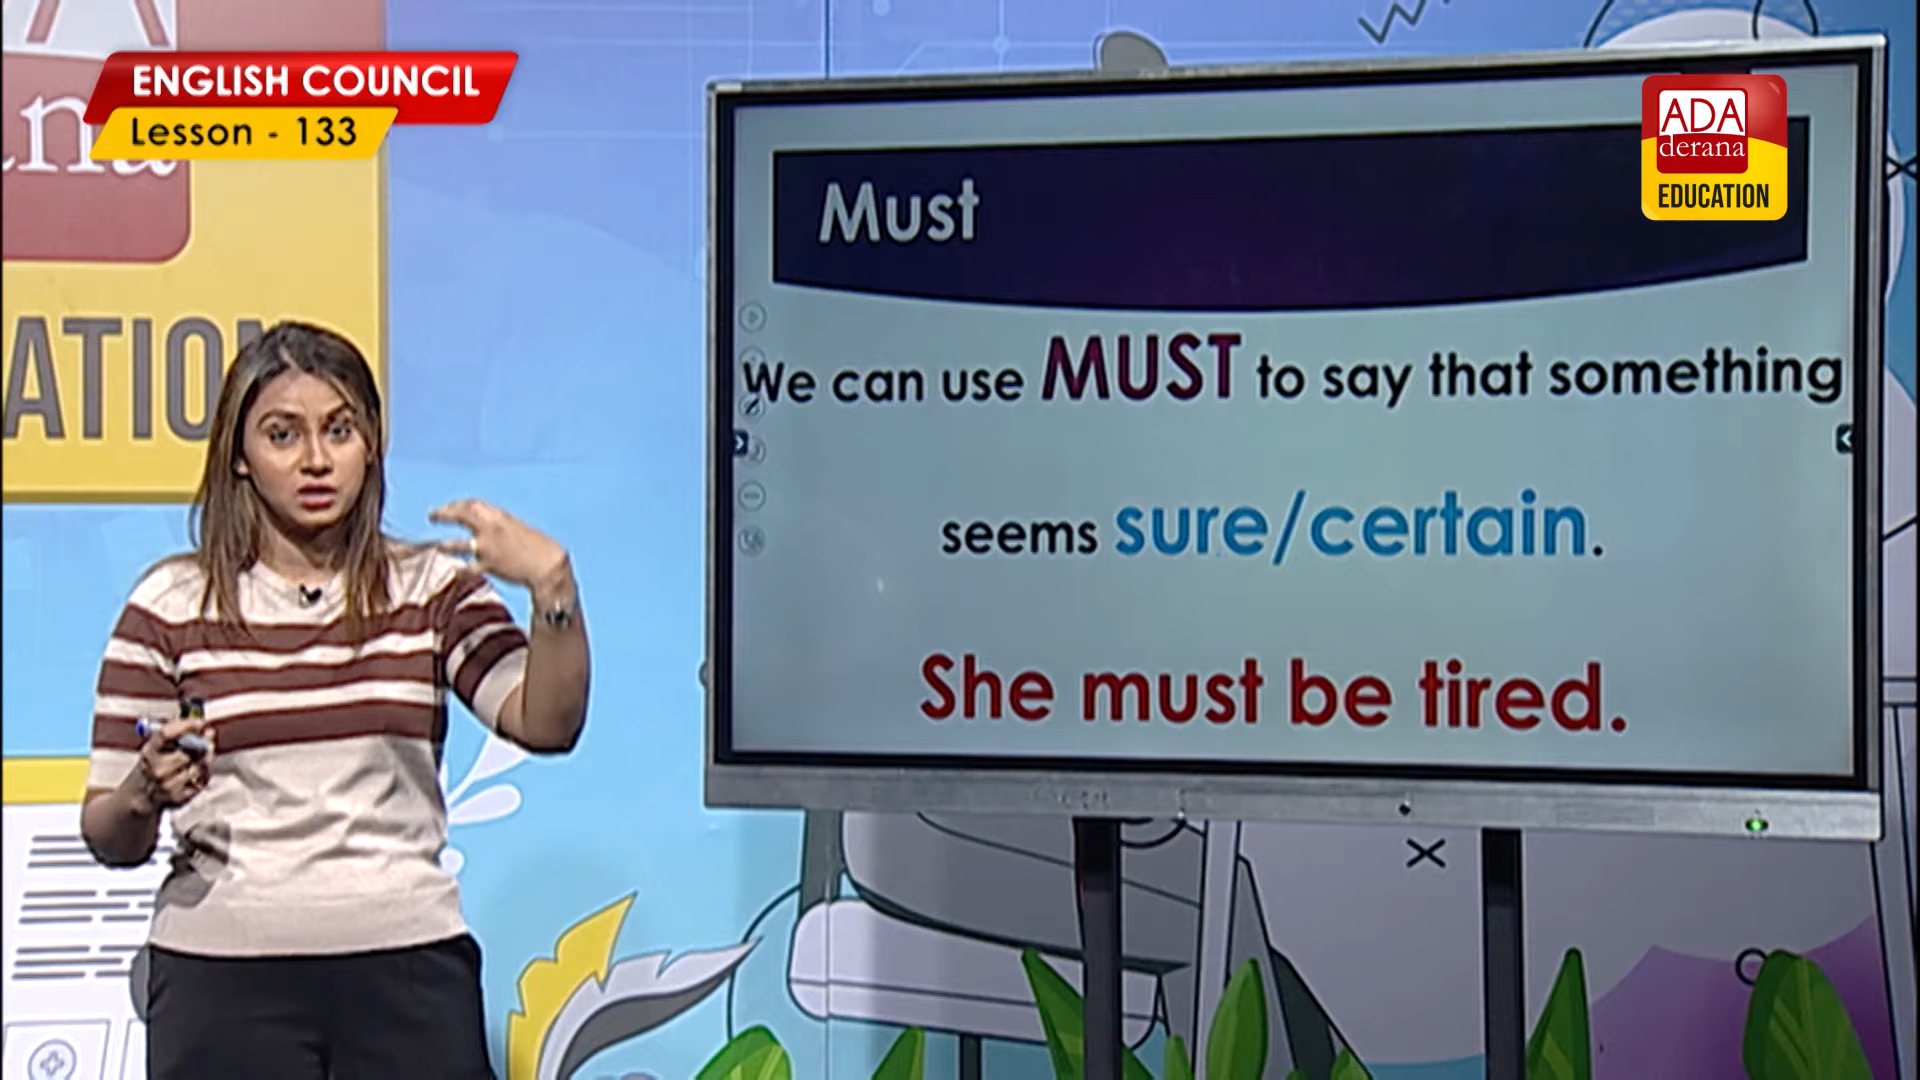 ENGLISH COUNCIL
Lesson - 133
ADA
derana
EDUCATION
Must
We can use MUST to say that something
seems sure/certain.
She must be tired.